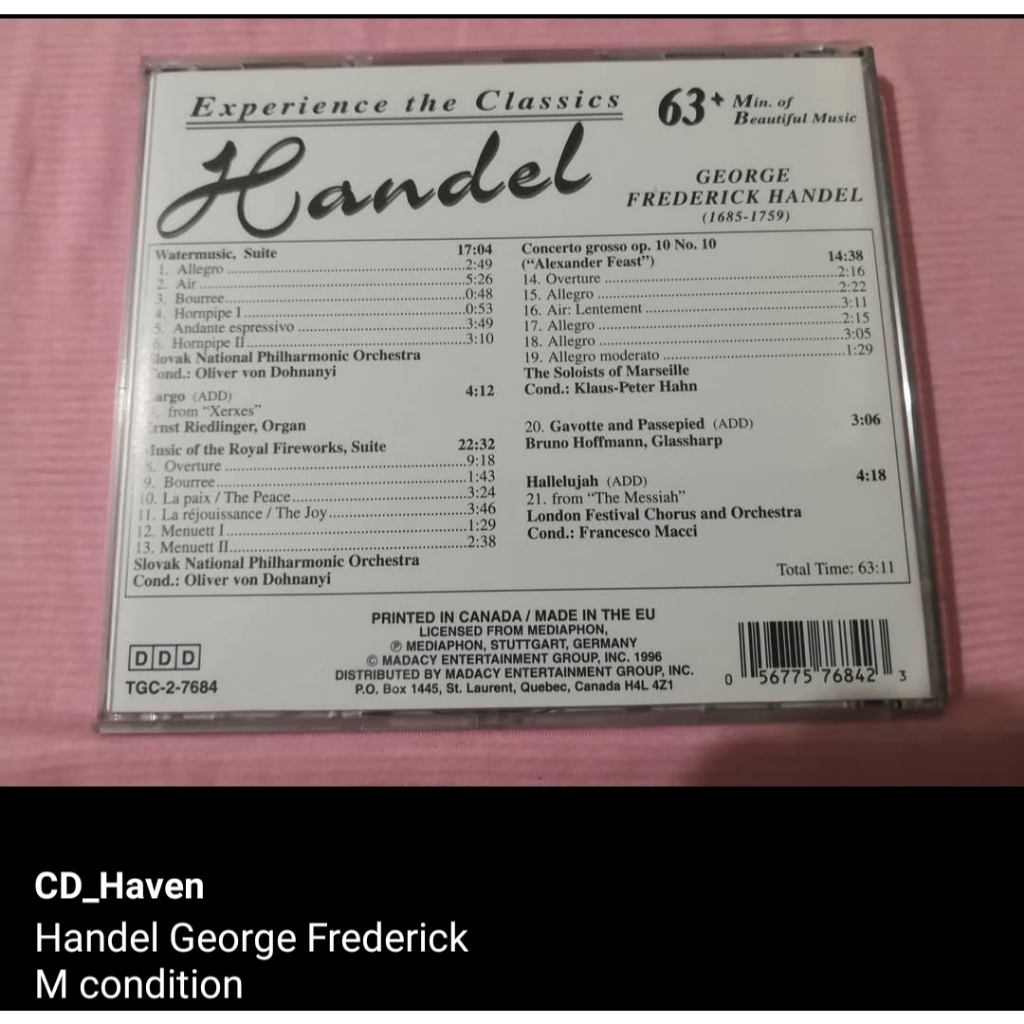 Experience the Classics
63+ Min. of
Beautiful Music
Handel
GEORGE
FREDERICK HANDEL
(1685-1759)
Watermusic, Suite 17:04
1. Allegro 2:49
2. Air 5:26
3. Bourree 0:48
4. Hornpipe I 0:53
5. Andante espressivo 3:49
6. Hornpipe II 3:10
Slovak National Philharmonic Orchestra
Cond.: Oliver von Dohnanyi
argo (ADD) 4:12
. from "Xerxes"
Ernst Riedlinger, Organ
Music of the Royal Fireworks, Suite 22:32
8. Overture 9:18
9. Bourree 1:43
10. La paix / The Peace 3:24
11. La réjouissance / The Joy 3:46
12. Menuett I 1:29
13. Menuett II 2:38
Slovak National Philharmonic Orchestra
Cond.: Oliver von Dohnanyi
Concerto grosso op. 10 No. 10
("Alexander Feast") 14:38
14. Overture 2:16
15. Allegro 2:22
16. Air: Lentement 3:11
17. Allegro 2:15
18. Allegro 3:05
19. Allegro moderato 1:29
The Soloists of Marseille
Cond.: Klaus-Peter Hahn
20. Gavotte and Passepied (ADD) 3:06
Bruno Hoffmann, Glassharp
Hallelujah (ADD) 4:18
21. from "The Messiah"
London Festival Chorus and Orchestra
Cond.: Francesco Macci
Total Time: 63:11
DDD
TGC-2-7684
PRINTED IN CANADA / MADE IN THE EU
LICENSED FROM MEDIAPHON,
℗ MEDIAPHON, STUTTGART, GERMANY
© MADACY ENTERTAINMENT GROUP, INC. 1996
DISTRIBUTED BY MADACY ENTERTAINMENT GROUP, INC.
P.O. Box 1445, St. Laurent, Quebec, Canada H4L 4Z1
0 56775 76842 3
CD_Haven
Handel George Frederick
M condition